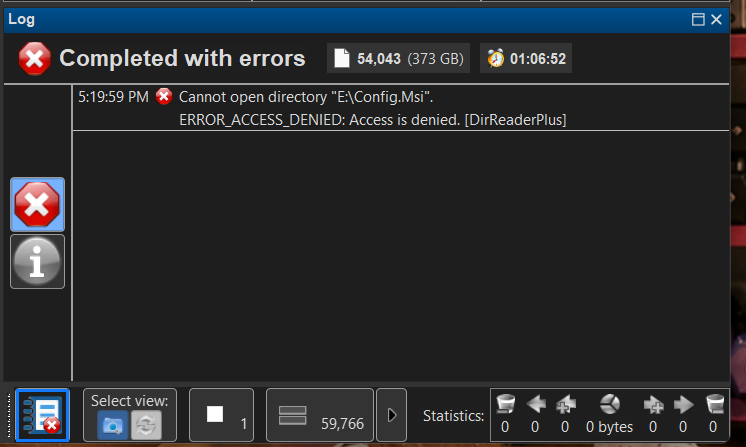 Log
Completed with errors 54,043 (373 GB) 01:06:52
5:19:59 PM Cannot open directory "E:\Config.Msi".
ERROR_ACCESS_DENIED: Access is denied. [DirReaderPlus]
Select view:
1
59,766
Statistics:
0 0 0 0 bytes 0 0 0